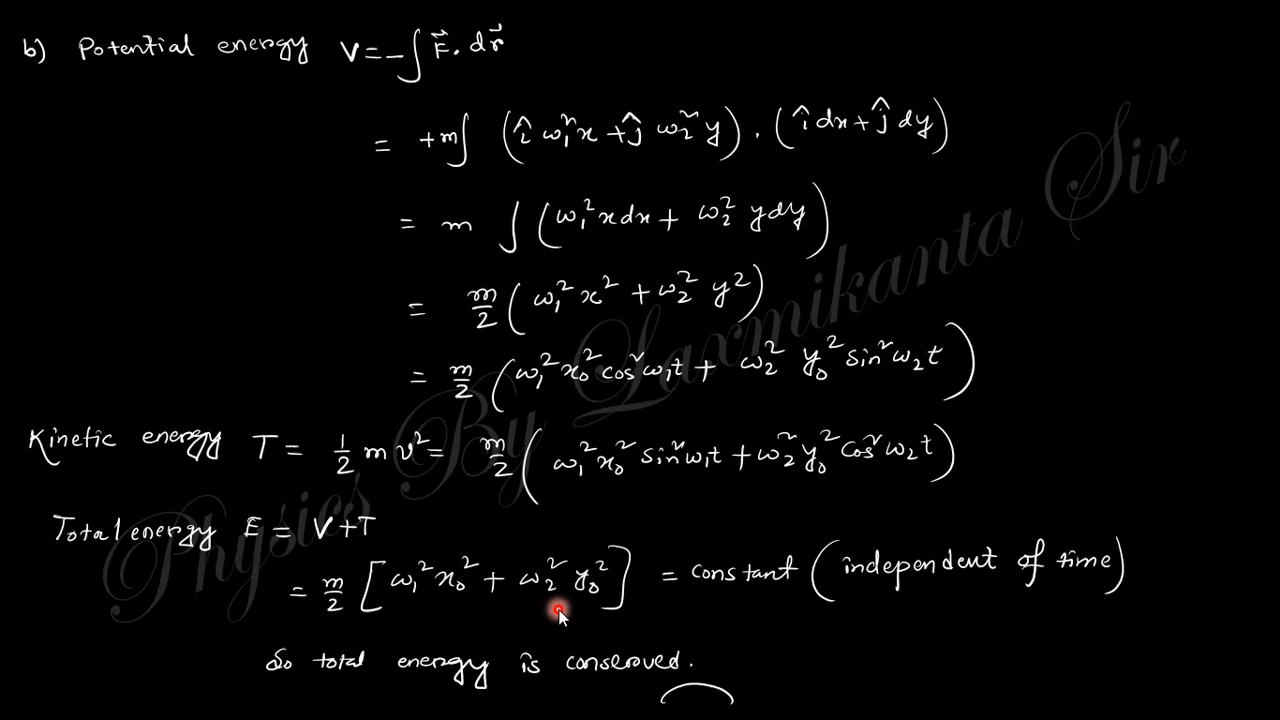 b) Potential energy V = -∫ F⃗ . dr⃗
= +m∫ (î ω₁²x + ĵ ω₂²y) . (î dx + ĵ dy)
= m ∫ (ω₁² x dx + ω₂² y dy)
= m/2 (ω₁² x² + ω₂² y²)
= m/2 (ω₁² x₀² cos² ω₁t + ω₂² y₀² sin² ω₂t)
Kinetic energy T = 1/2 m v² = m/2 (ω₁² x₀² sin² ω₁t + ω₂² y₀² cos² ω₂t)
Total energy E = V + T
= m/2 [ω₁² x₀² + ω₂² y₀²] = constant (independent of time)
So total energy is conserved.
Physics By Laxmikanta Sir